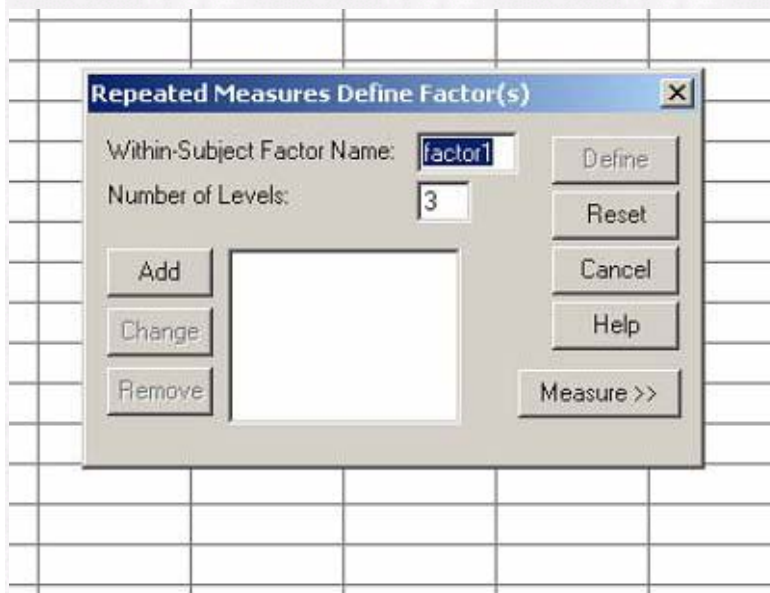 Repeated Measures Define Factor(s)
Within-Subject Factor Name: factor1
Define
Number of Levels: 3
Reset
Add
Cancel
Change
Help
Remove
Measure >>